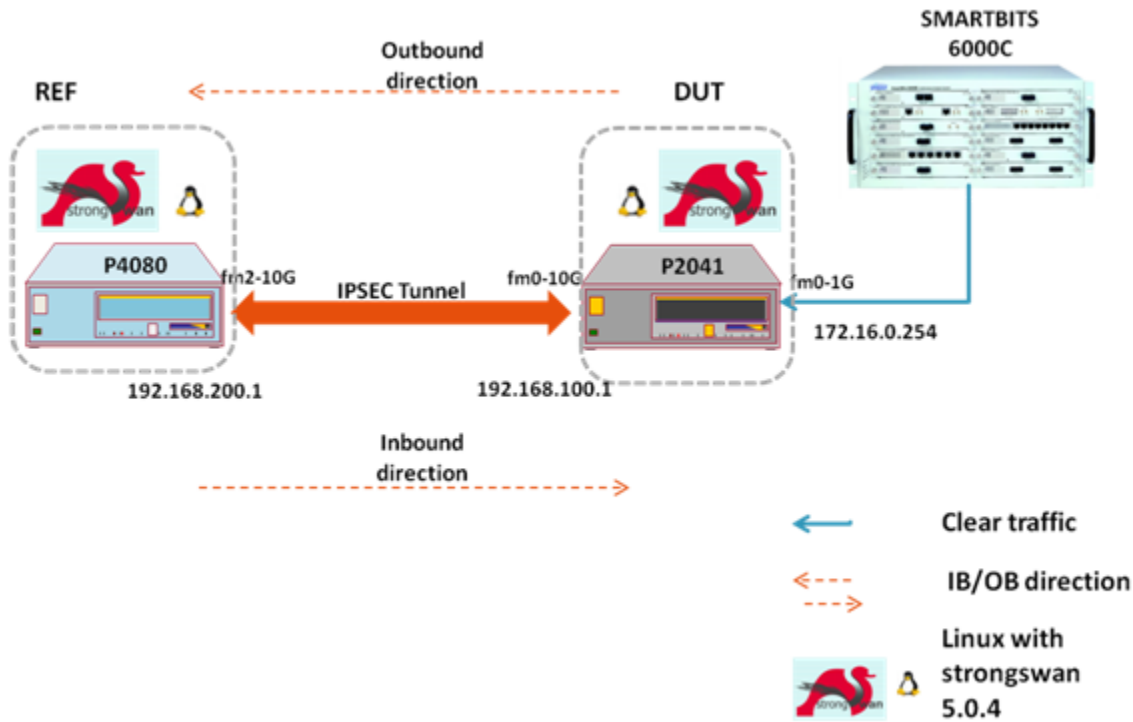 SMARTBITS
6000C
Outbound
direction
REF
DUT
strongswan
strongswan
P4080
P2041
fm2-10G
IPSEC Tunnel
fm0-10G
fm0-1G
172.16.0.254
192.168.200.1
192.168.100.1
Inbound
direction
Clear traffic
IB/OB direction
Linux with
strongswan
5.0.4
strongswan